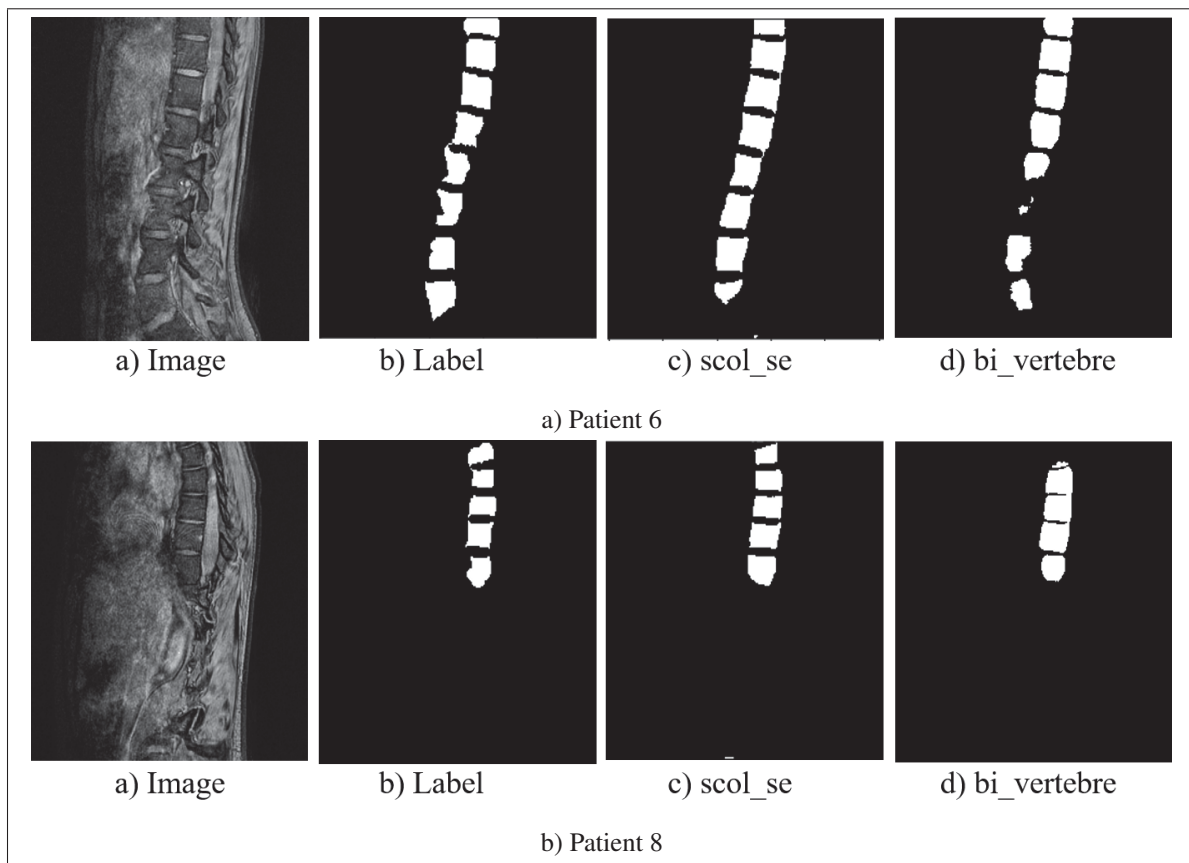 a) Image b) Label c) scol_se d) bi_vertebre
a) Patient 6
a) Image b) Label c) scol_se d) bi_vertebre
b) Patient 8